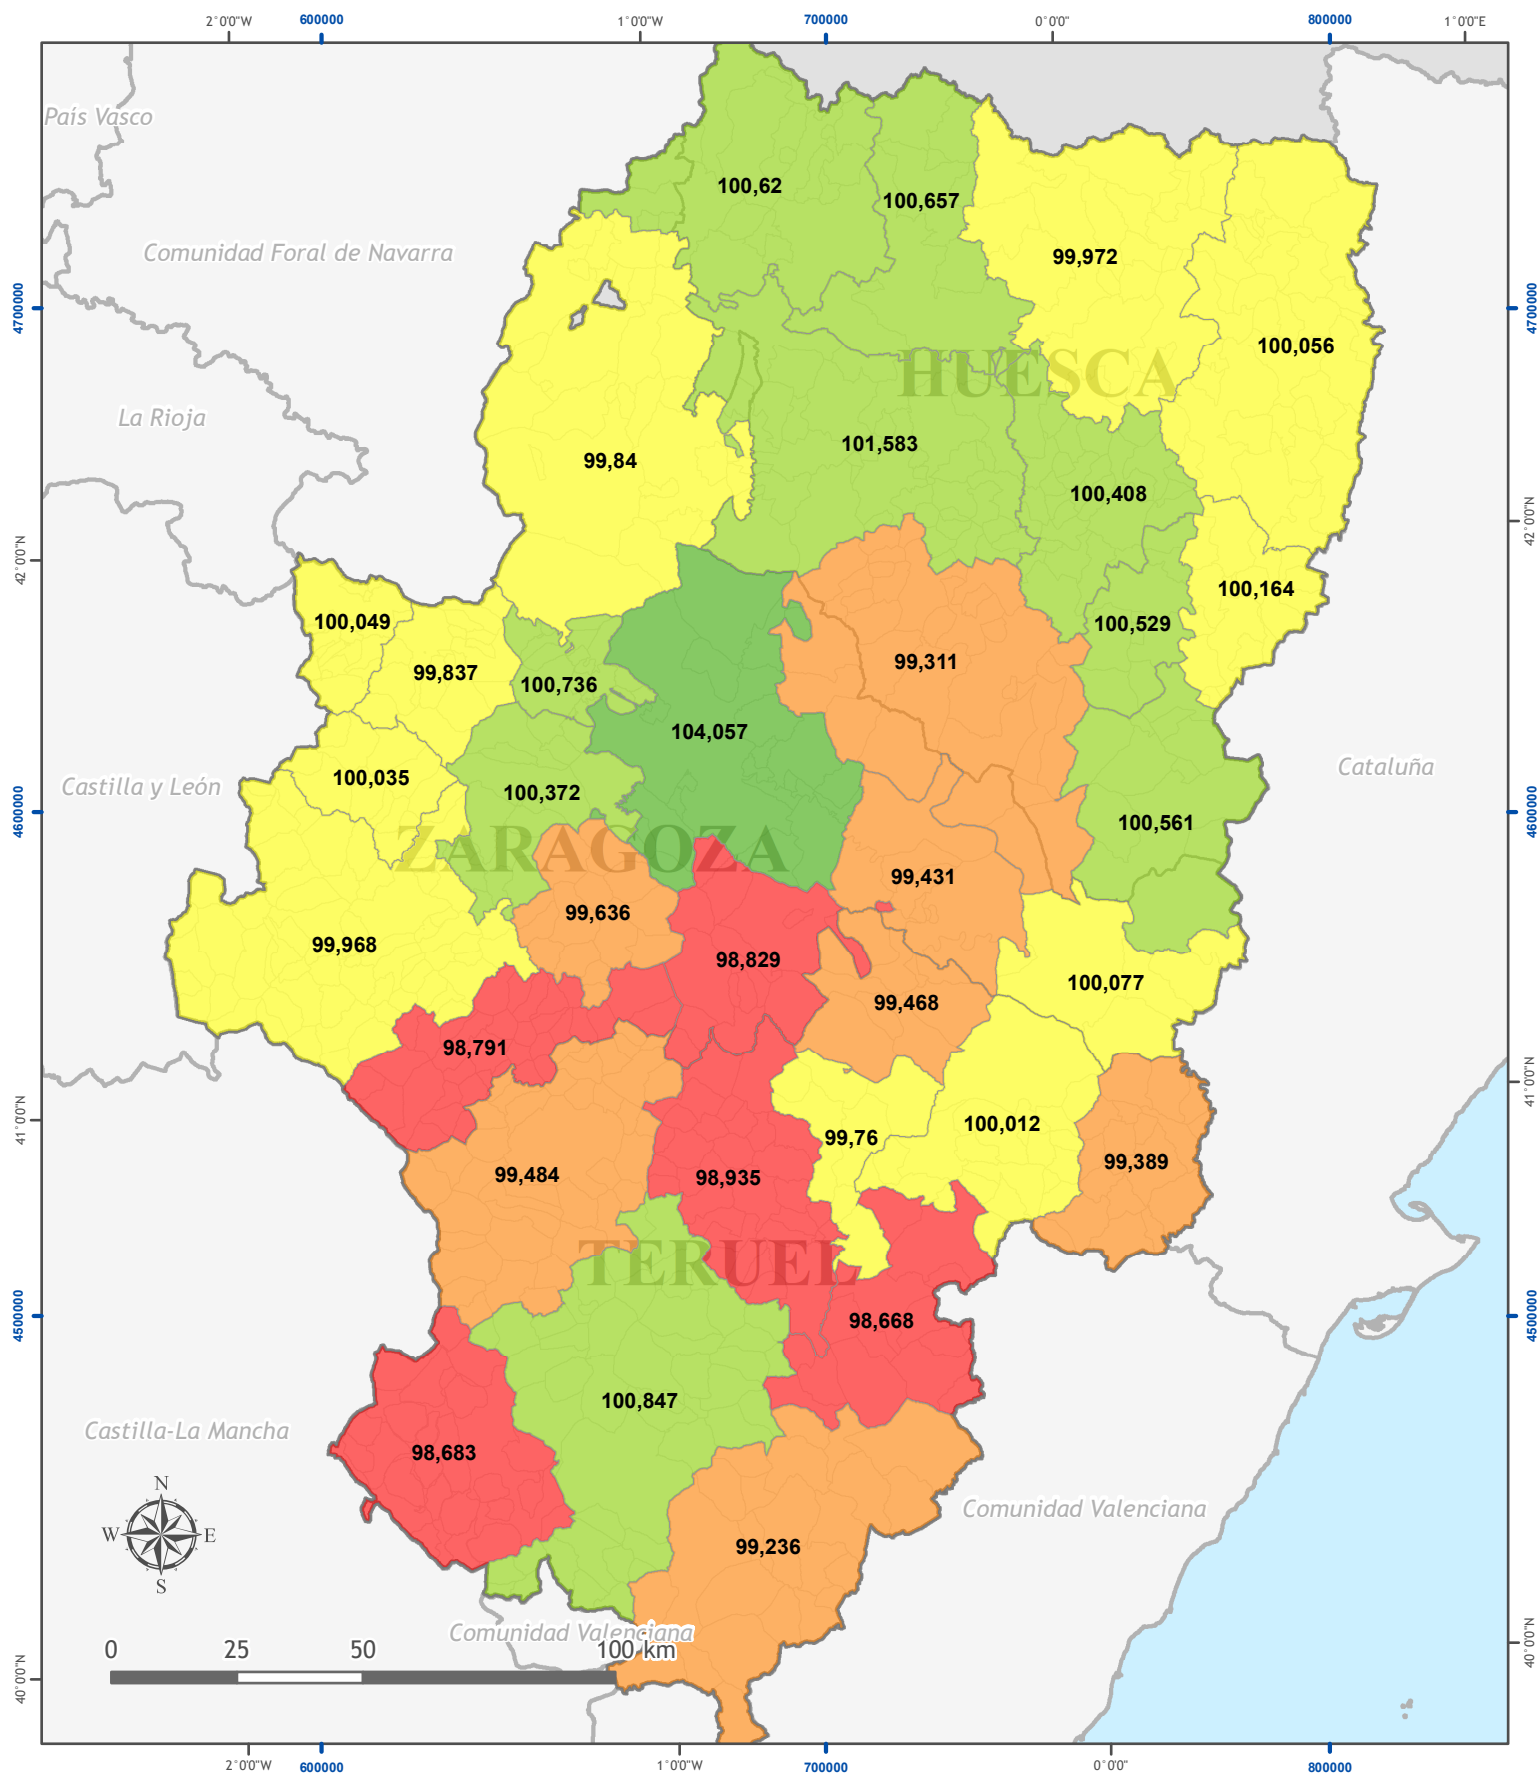 2°0'0"W
600000
1°0'0"W
700000
0°0'0"
800000
1°0'0"E
País Vasco
100,62
100,657
Comunidad Foral de Navarra
99,972
4700000
4700000
100,056
HUESCA
La Rioja
101,583
99,84
100,408
42°0'0"N
42°0'0"N
100,164
100,049
100,529
99,311
99,837
100,736
104,057
Cataluña
100,035
Castilla y León
100,372
4600000
4600000
100,561
ZARAGOZA
99,431
99,636
99,968
98,829
100,077
99,468
98,791
41°0'0"N
41°0'0"N
100,012
99,76
99,389
99,484
98,935
TERUEL
4500000
4500000
98,668
100,847
Castilla-La Mancha
98,683
N
W
E
S
Comunidad Valenciana
99,236
Comunidad Valenciana
0
25
50
100 km
40°0'0"N
40°0'0"N
2°0'0"W
600000
1°0'0"W
700000
0°0'0"
800000